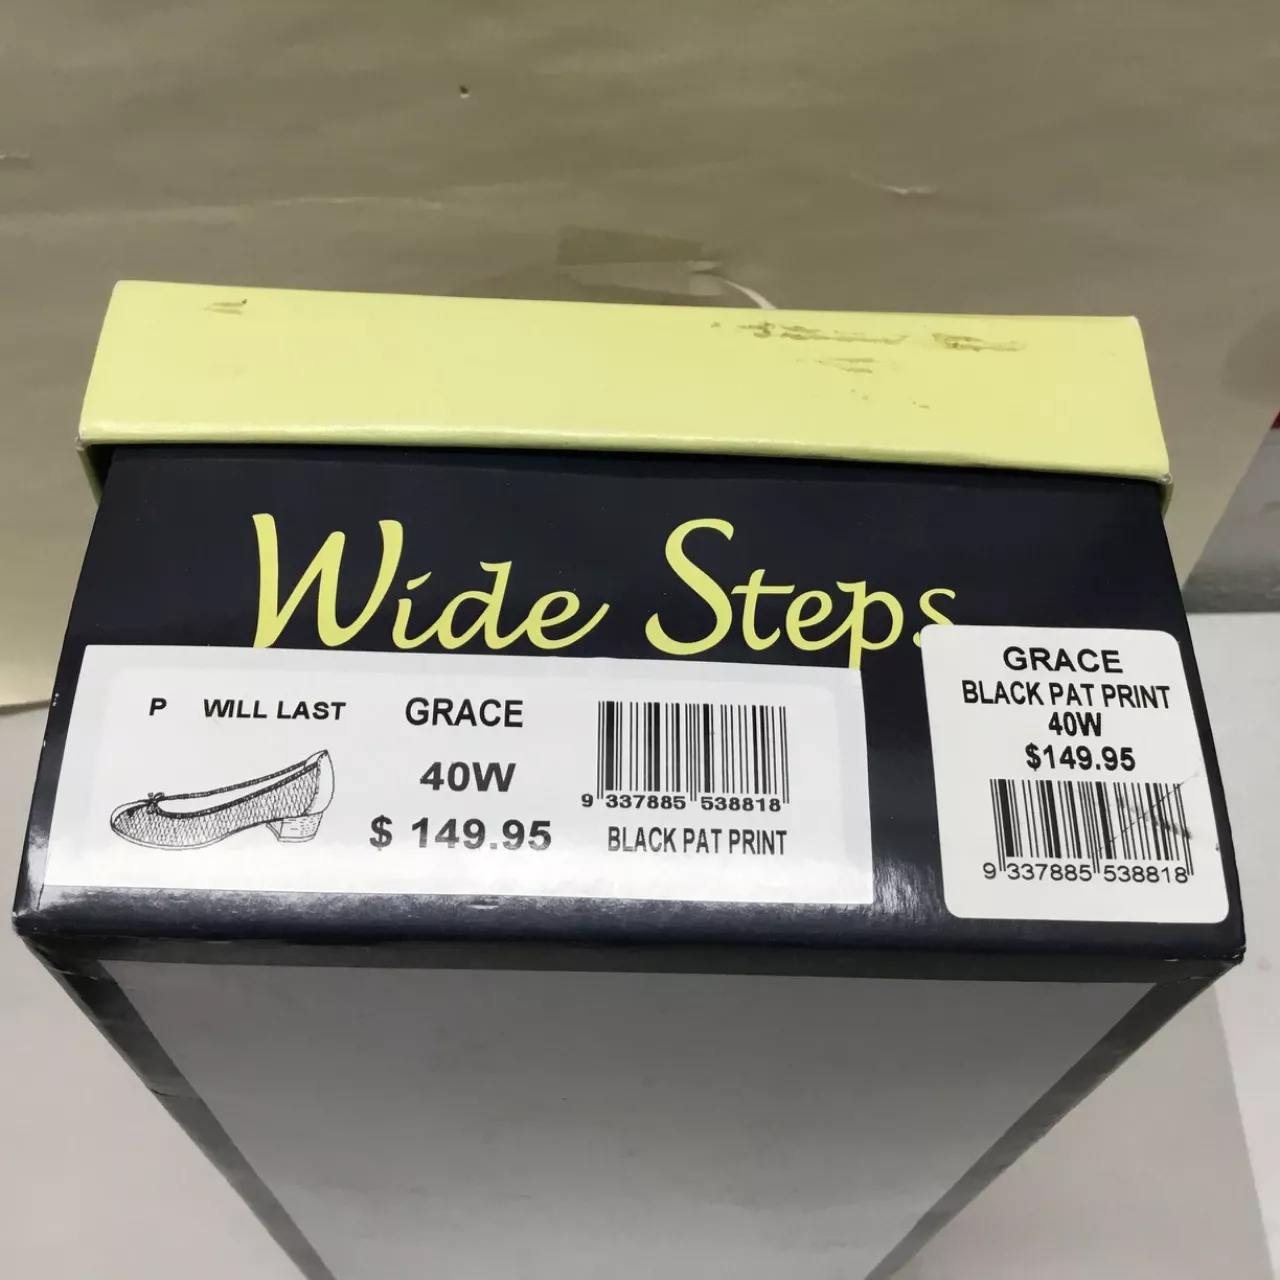 Wide Steps
P WILL LAST
GRACE
40W
$ 149.95
9 337885 538818
BLACK PAT PRINT
GRACE
BLACK PAT PRINT
40W
$149.95
9 337885 538818